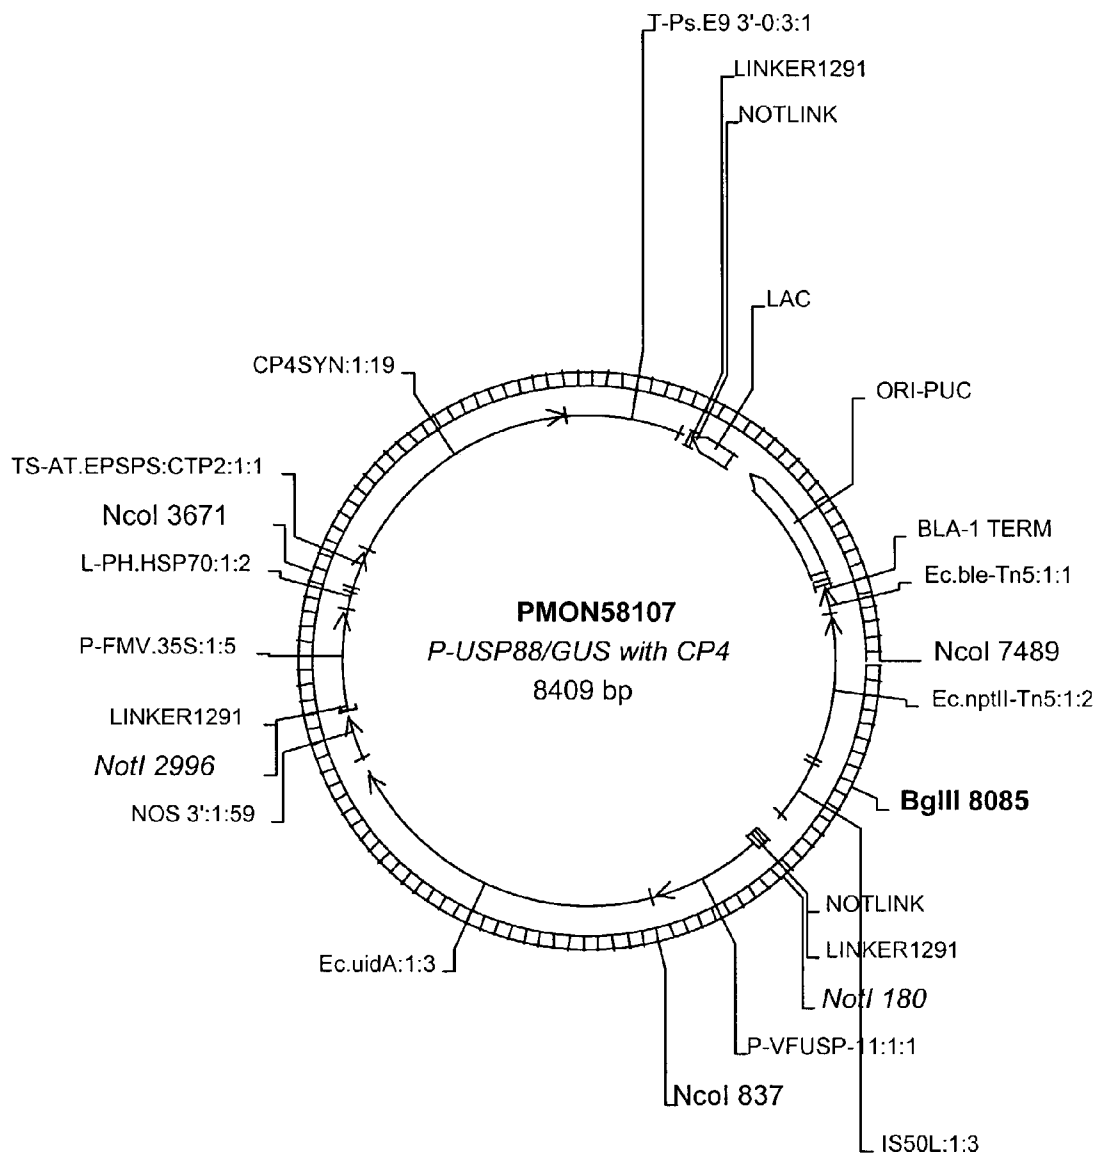 T-Ps.E9 3'-0:3:1
LINKER1291
NOTLINK
LAC
CP4SYN:1:19
ORI-PUC
TS-AT.EPSPS:CTP2:1:1
NcoI 3671
BLA-1 TERM
L-PH.HSP70:1:2
Ec.ble-Tn5:1:1
PMON58107
P-USP88/GUS with CP4
8409 bp
P-FMV.35S:1:5
NcoI 7489
Ec.nptII-Tn5:1:2
LINKER1291
NotI 2996
BglII 8085
NOS 3':1:59
NOTLINK
LINKER1291
Ec.uidA:1:3
NotI 180
P-VFUSP-11:1:1
NcoI 837
IS50L:1:3